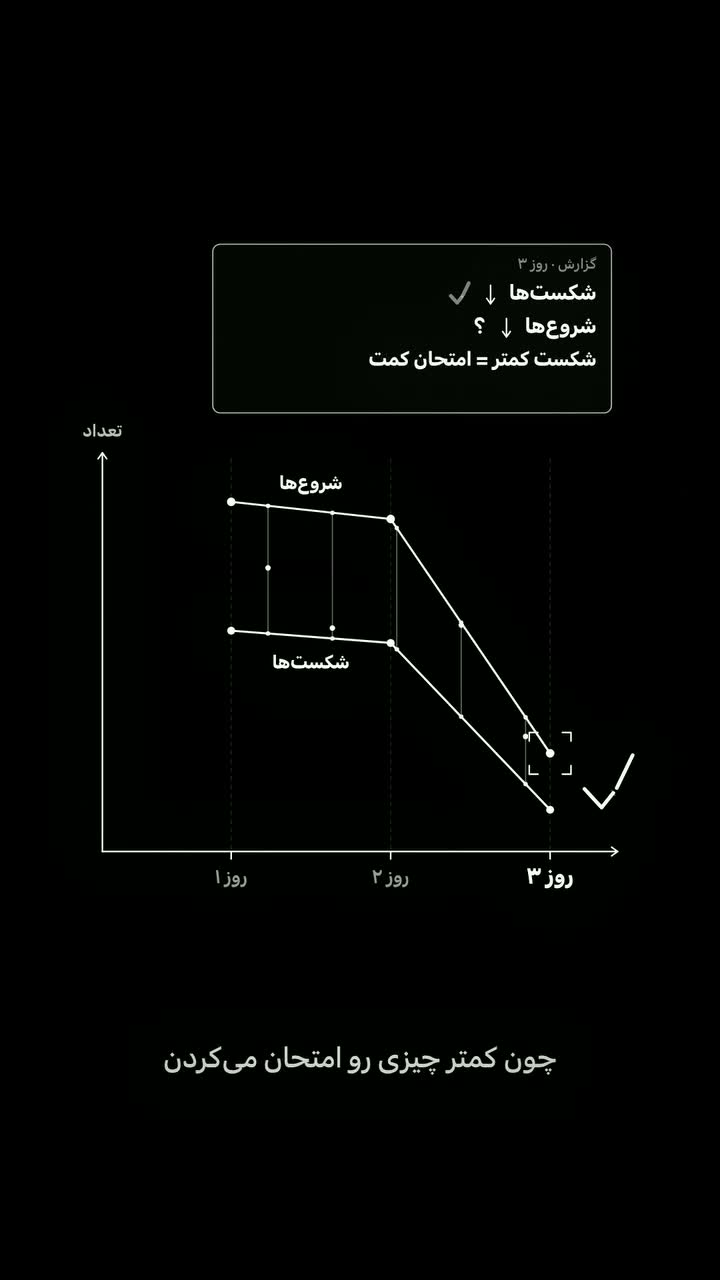 گزارش · روز ۳
شکست‌ها ↓ ✓
شروع‌ها ↓ ؟
شکست کمتر = امتحان کمت
تعداد
شروع‌ها
شکست‌ها
روز ۱
روز ۲
روز ۳
چون کمتر چیزی رو امتحان می‌کردن